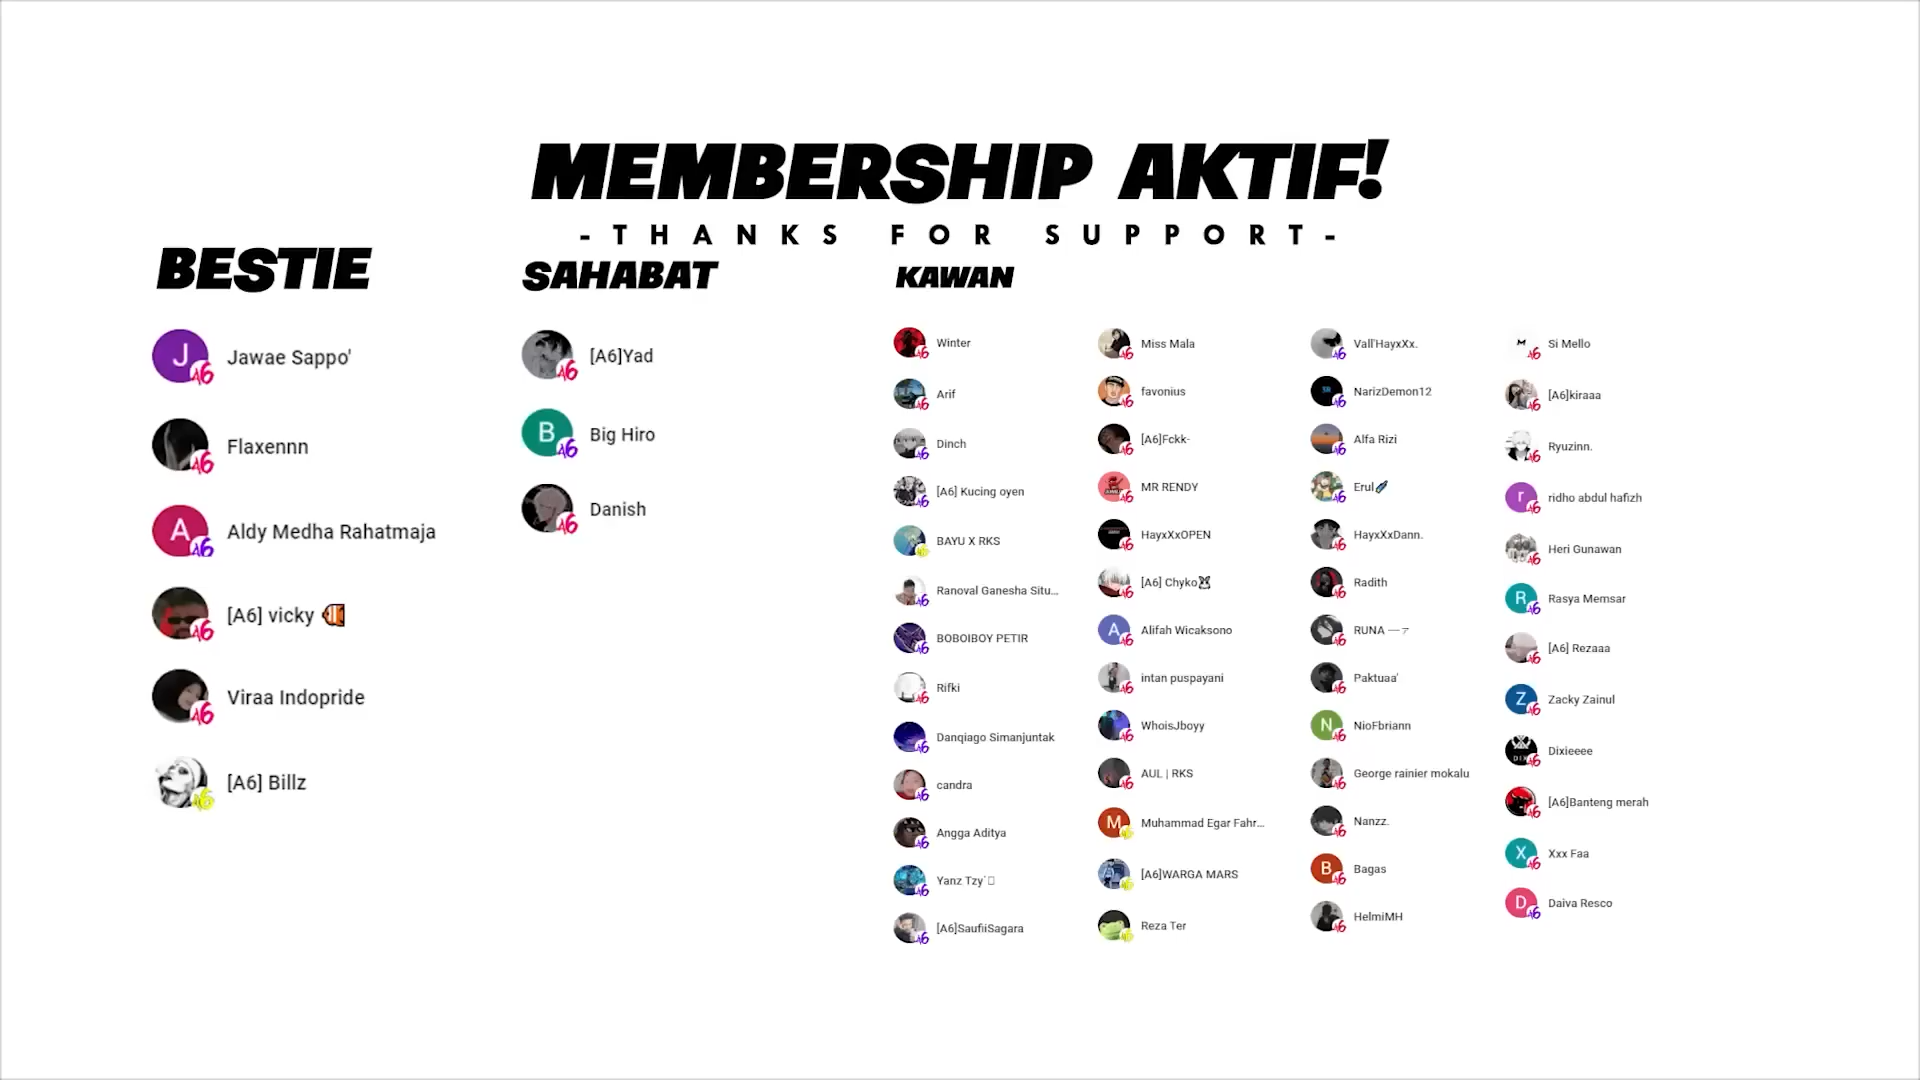 MEMBERSHIP AKTIF!
-THANKS FOR SUPPORT-
BESTIE
Jawae Sappo'
Flaxennn
Aldy Medha Rahatmaja
[A6] vicky 🐠
Viraa Indopride
[A6] Billz
SAHABAT
[A6]Yad
Big Hiro
Danish
KAWAN
Winter
Arif
Dinch
[A6] Kucing oyen
BAYU X RKS
Ranoval Ganesha Situ...
BOBOIBOY PETIR
Rifki
Danqiago Simanjuntak
candra
Angga Aditya
Yanz Tzy`
[A6]SaufiiSagara
Miss Mala
favonius
[A6]Fckk-
MR RENDY
HayxXxOPEN
[A6] Chyko
Alifah Wicaksono
intan puspayani
WhoisJboyy
AUL | RKS
Muhammad Egar Fahr...
[A6]WARGA MARS
Reza Ter
Vall'HayxXx.
NarizDemon12
Alfa Rizi
Erul
HayxXxDann.
Radith
RUNA 一ァ
Paktuaa'
NioFbriann
George rainier mokalu
Nanzz.
Bagas
HelmiMH
Si Mello
[A6]kiraaa
Ryuzinn.
ridho abdul hafizh
Heri Gunawan
Rasya Memsar
[A6] Rezaaa
Zacky Zainul
Dixieeee
[A6]Banteng merah
Xxx Faa
Daiva Resco